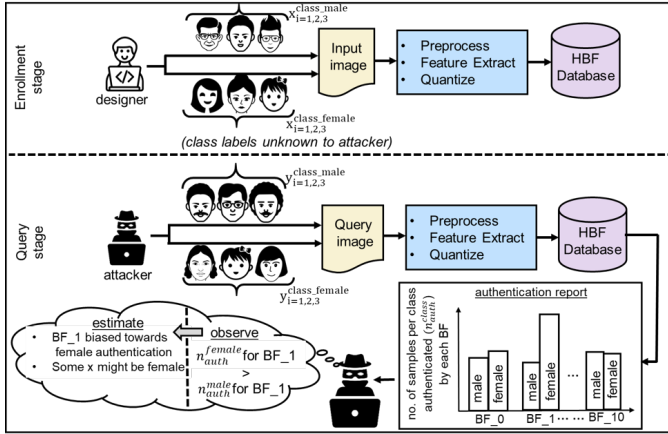 Enrollment
stage
designer
x_{i=1,2,3}^{class_male}
x_{i=1,2,3}^{class_female}
(class labels unknown to attacker)
Input
image
• Preprocess
• Feature Extract
• Quantize
HBF
Database
Query
stage
attacker
y_{i=1,2,3}^{class_male}
y_{i=1,2,3}^{class_female}
Query
image
• Preprocess
• Feature Extract
• Quantize
HBF
Database
authentication report
no. of samples per class
authenticated (n_{auth}^{class})
by each BF
male
female
male
female
...
male
female
BF_0
BF_1
... ...
BF_10
observe
n_{auth}^{female} for BF_1
>
n_{auth}^{male} for BF_1
estimate
• BF_1 biased towards
female authentication
• Some x might be female